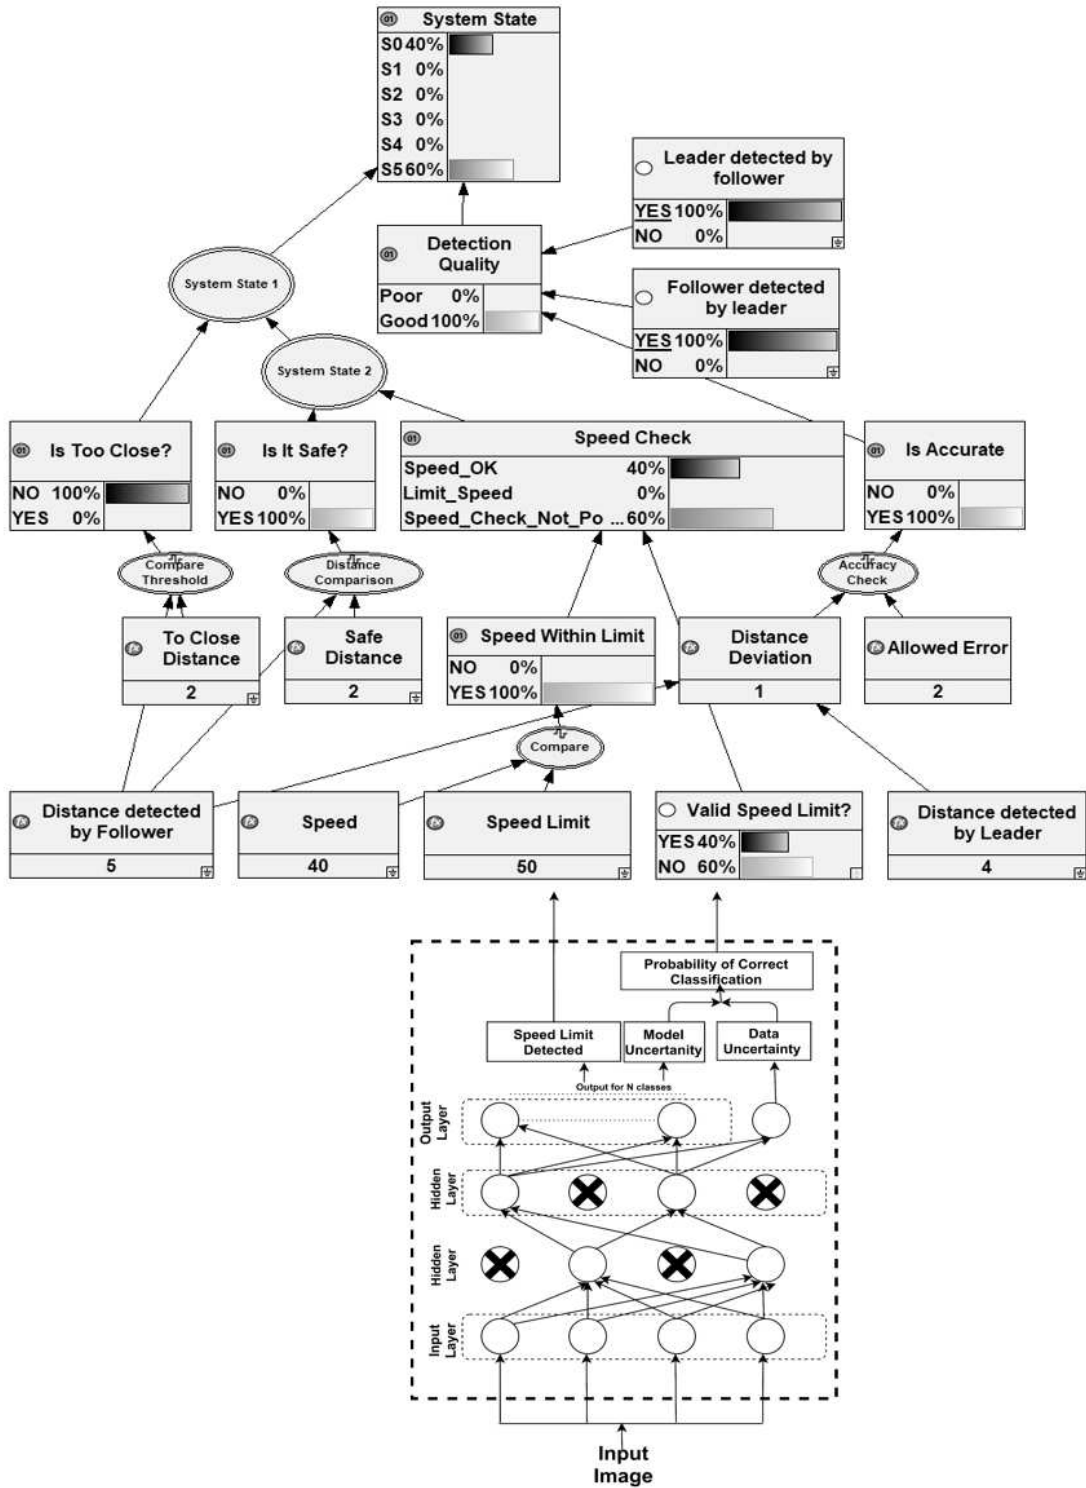 System State
S0 40%
S1 0%
S2 0%
S3 0%
S4 0%
S5 60%
Leader detected by
follower
YES 100%
NO 0%
Detection
Quality
Poor 0%
Good 100%
Follower detected
by leader
YES 100%
NO 0%
System State 1
System State 2
Is Too Close?
NO 100%
YES 0%
Is It Safe?
NO 0%
YES 100%
Speed Check
Speed_OK 40%
Limit_Speed 0%
Speed_Check_Not_Po ... 60%
Is Accurate
NO 0%
YES 100%
Compare
Threshold
Distance
Comparison
Accuracy
Check
To Close
Distance
2
Safe
Distance
2
Speed Within Limit
NO 0%
YES 100%
Distance
Deviation
1
Allowed Error
2
Compare
Distance detected
by Follower
5
Speed
40
Speed Limit
50
Valid Speed Limit?
YES 40%
NO 60%
Distance detected
by Leader
4
Probability of Correct
Classification
Speed Limit
Detected
Model
Uncertanity
Data
Uncertainty
Output for N classes
Output
Layer
Hidden
Layer
Hidden
Layer
Input
Layer
Input
Image